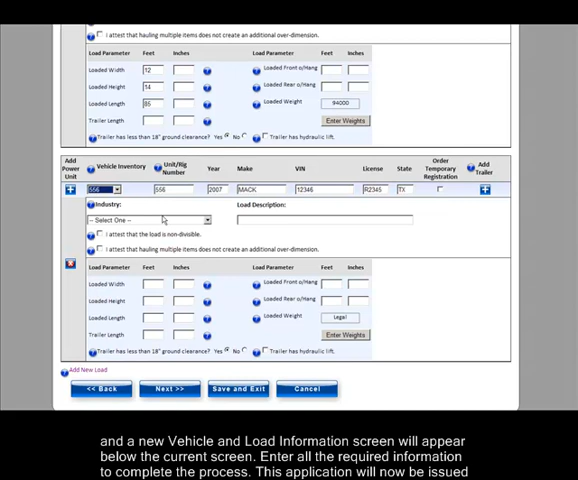 I attest that hauling multiple items does not create an additional over-dimension.
Load Parameter Feet Inches Load Parameter Feet Inches
Loaded Width 12 Loaded Front o/Hang
Loaded Height 14 Loaded Rear o/Hang
Loaded Length 85 Loaded Weight 94000
Trailer Length Enter Weights
Trailer has less than 18" ground clearance? Yes No Trailer has hydraulic lift.
Add Power Unit Vehicle Inventory Unit/Rig Number Year Make VIN License State Order Temporary Registration Add Trailer
556 556 2007 MACK 12346 R2345 TX
Industry: Load Description:
-- Select One --
I attest that the load is non-divisible.
I attest that hauling multiple items does not create an additional over-dimension.
Load Parameter Feet Inches Load Parameter Feet Inches
Loaded Width Loaded Front o/Hang
Loaded Height Loaded Rear o/Hang
Loaded Length Loaded Weight Legal
Trailer Length Enter Weights
Trailer has less than 18" ground clearance? Yes No Trailer has hydraulic lift.
Add New Load
<< Back Next >> Save and Exit Cancel
and a new Vehicle and Load Information screen will appear
below the current screen. Enter all the required information
to complete the process. This application will now be issued